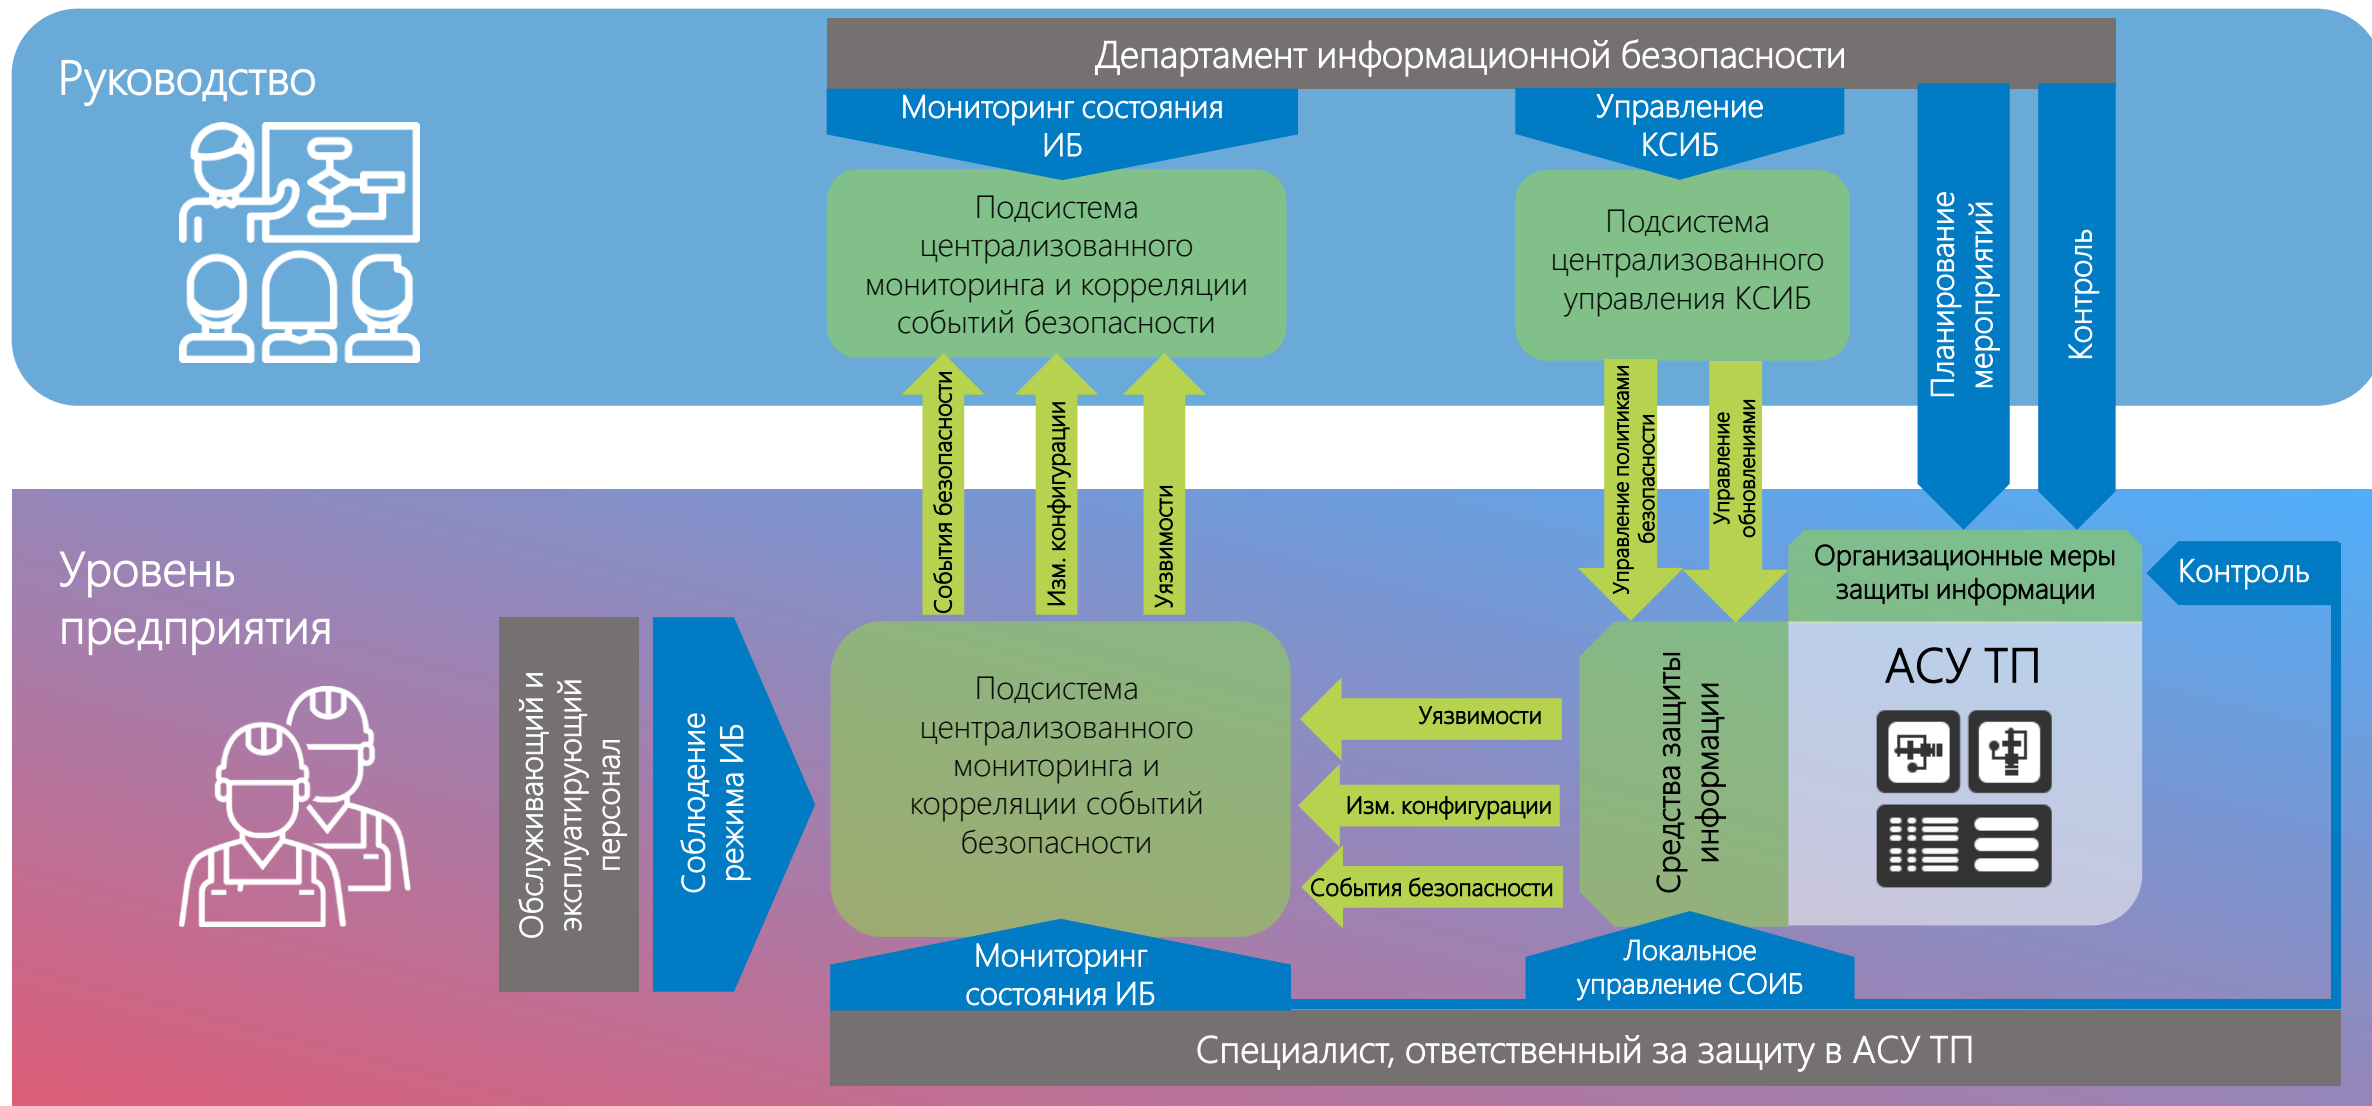 Руководство
Департамент информационной безопасности
Мониторинг состояния
ИБ
Управление
КСИБ
Подсистема
централизованного
мониторинга и корреляции
событий безопасности
Подсистема
централизованного
управления КСИБ
Планирование
мероприятий
Контроль
События безопасности
Изм. конфигурации
Уязвимости
Управление политиками
безопасности
Управление
обновлениями
Уровень
предприятия
Обслуживающий и
эксплуатирующий
персонал
Соблюдение
режима ИБ
Подсистема
централизованного
мониторинга и
корреляции событий
безопасности
Уязвимости
Изм. конфигурации
События безопасности
Средства защиты
информации
Организационные меры
защиты информации
АСУ ТП
Контроль
Мониторинг
состояния ИБ
Локальное
управление СОИБ
Специалист, ответственный за защиту в АСУ ТП